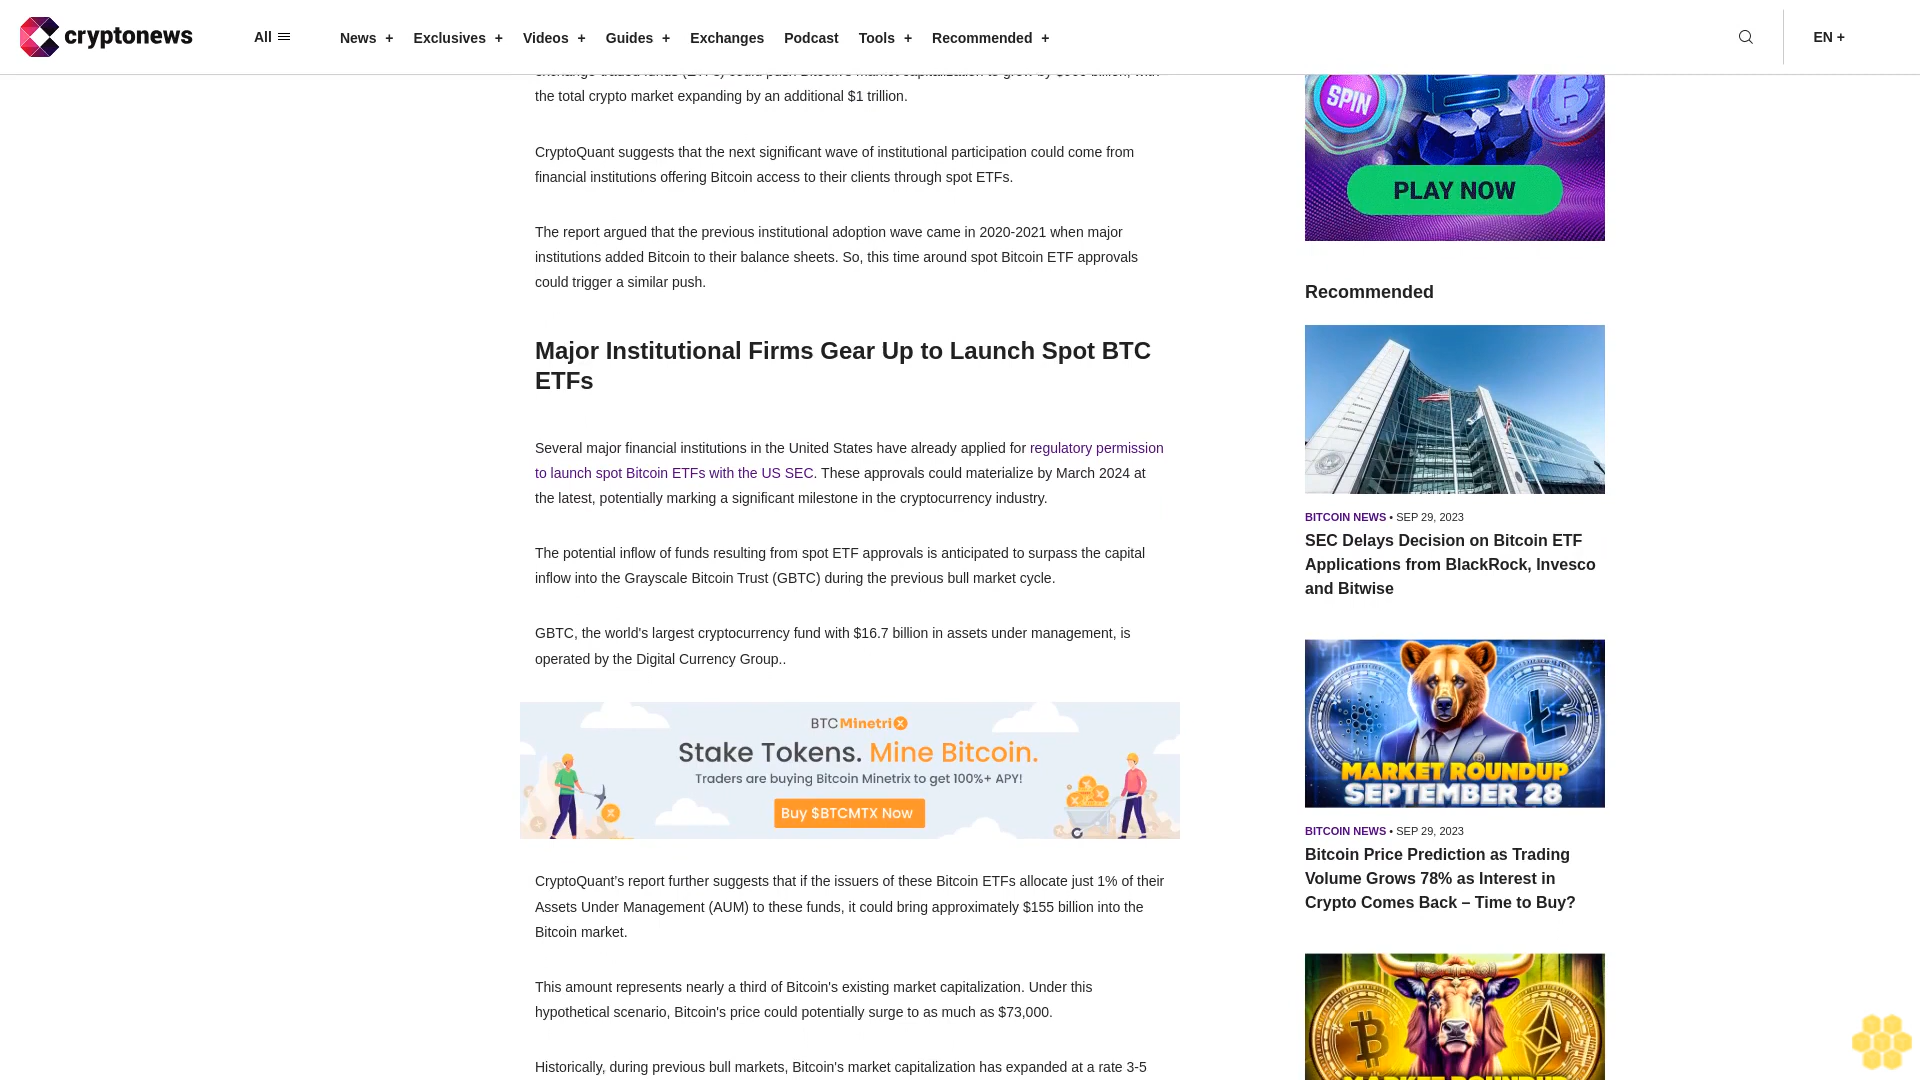 cryptonews
All
News +
Exclusives +
Videos +
Guides +
Exchanges
Podcast
Tools +
Recommended +
EN +
the total crypto market expanding by an additional $1 trillion.
CryptoQuant suggests that the next significant wave of institutional participation could come from
financial institutions offering Bitcoin access to their clients through spot ETFs.
The report argued that the previous institutional adoption wave came in 2020-2021 when major
institutions added Bitcoin to their balance sheets. So, this time around spot Bitcoin ETF approvals
could trigger a similar push.
Major Institutional Firms Gear Up to Launch Spot BTC
ETFs
Several major financial institutions in the United States have already applied for regulatory permission
to launch spot Bitcoin ETFs with the US SEC. These approvals could materialize by March 2024 at
the latest, potentially marking a significant milestone in the cryptocurrency industry.
The potential inflow of funds resulting from spot ETF approvals is anticipated to surpass the capital
inflow into the Grayscale Bitcoin Trust (GBTC) during the previous bull market cycle.
GBTC, the world's largest cryptocurrency fund with $16.7 billion in assets under management, is
operated by the Digital Currency Group..
BTC Minetrix
Stake Tokens. Mine Bitcoin.
Traders are buying Bitcoin Minetrix to get 100%+ APY!
Buy $BTCMTX Now
CryptoQuant’s report further suggests that if the issuers of these Bitcoin ETFs allocate just 1% of their
Assets Under Management (AUM) to these funds, it could bring approximately $155 billion into the
Bitcoin market.
This amount represents nearly a third of Bitcoin's existing market capitalization. Under this
hypothetical scenario, Bitcoin's price could potentially surge to as much as $73,000.
Historically, during previous bull markets, Bitcoin's market capitalization has expanded at a rate 3-5
SPIN
PLAY NOW
Recommended
BITCOIN NEWS • SEP 29, 2023
SEC Delays Decision on Bitcoin ETF
Applications from BlackRock, Invesco
and Bitwise
MARKET ROUNDUP
SEPTEMBER 28
BITCOIN NEWS • SEP 29, 2023
Bitcoin Price Prediction as Trading
Volume Grows 78% as Interest in
Crypto Comes Back – Time to Buy?
MARKET ROUNDUP